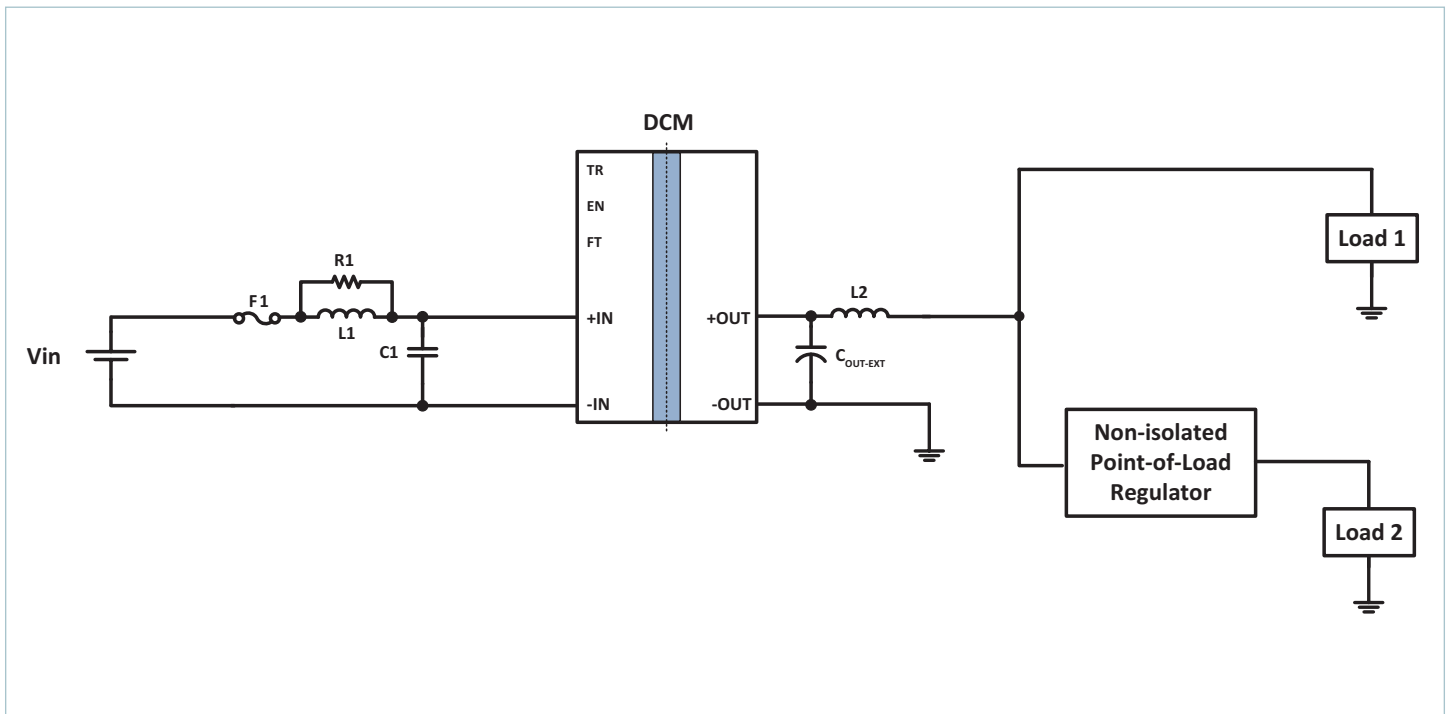 DCM
TR
EN
FT
R1
F1
L1
C1
Vin
+IN
-IN
+OUT
-OUT
L2
COUT-EXT
Load 1
Non-isolated
Point-of-Load
Regulator
Load 2